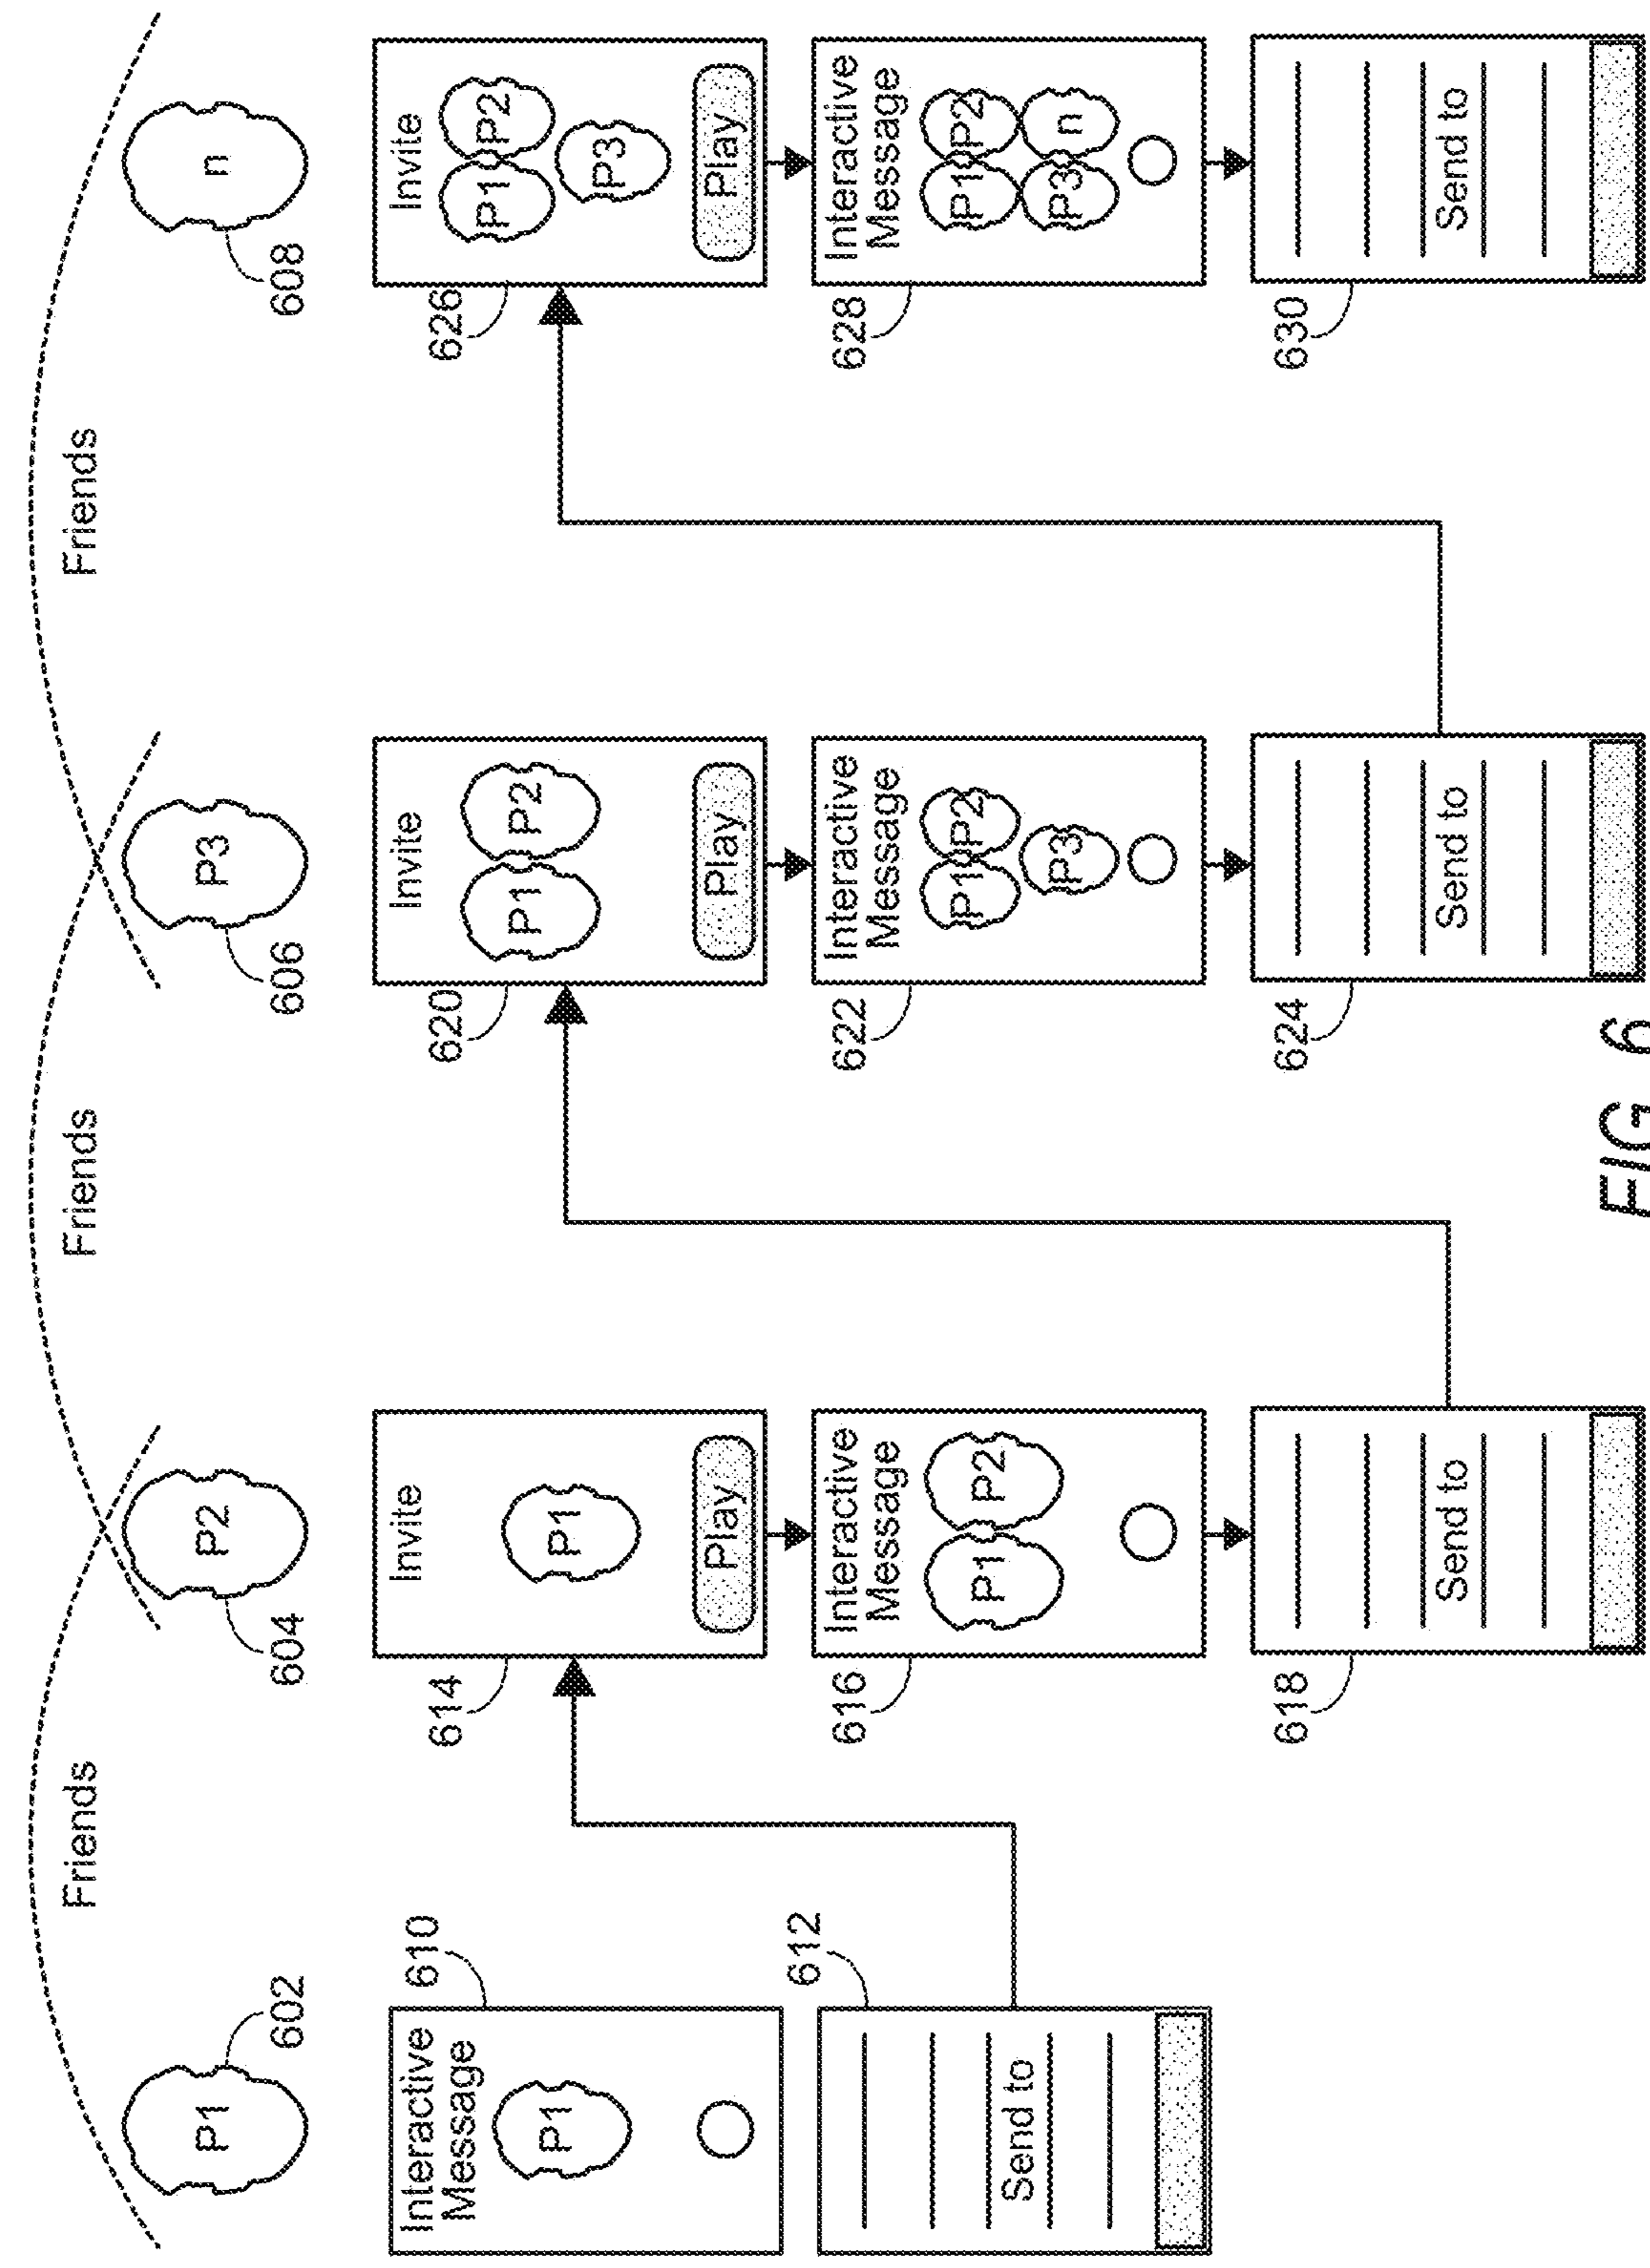 Friends
Friends
Friends
P1
602
P2
604
P3
606
n
608
610
Interactive
Message
P1
612
Send to
614
Invite
P1
Play
616
Interactive
Message
P1 P2
618
Send to
620
Invite
P1 P2
Play
622
Interactive
Message
P1 P2
P3
624
Send to
626
Invite
P1 P2
P3
Play
628
Interactive
Message
P1 P2
P3 n
630
Send to
FIG 6